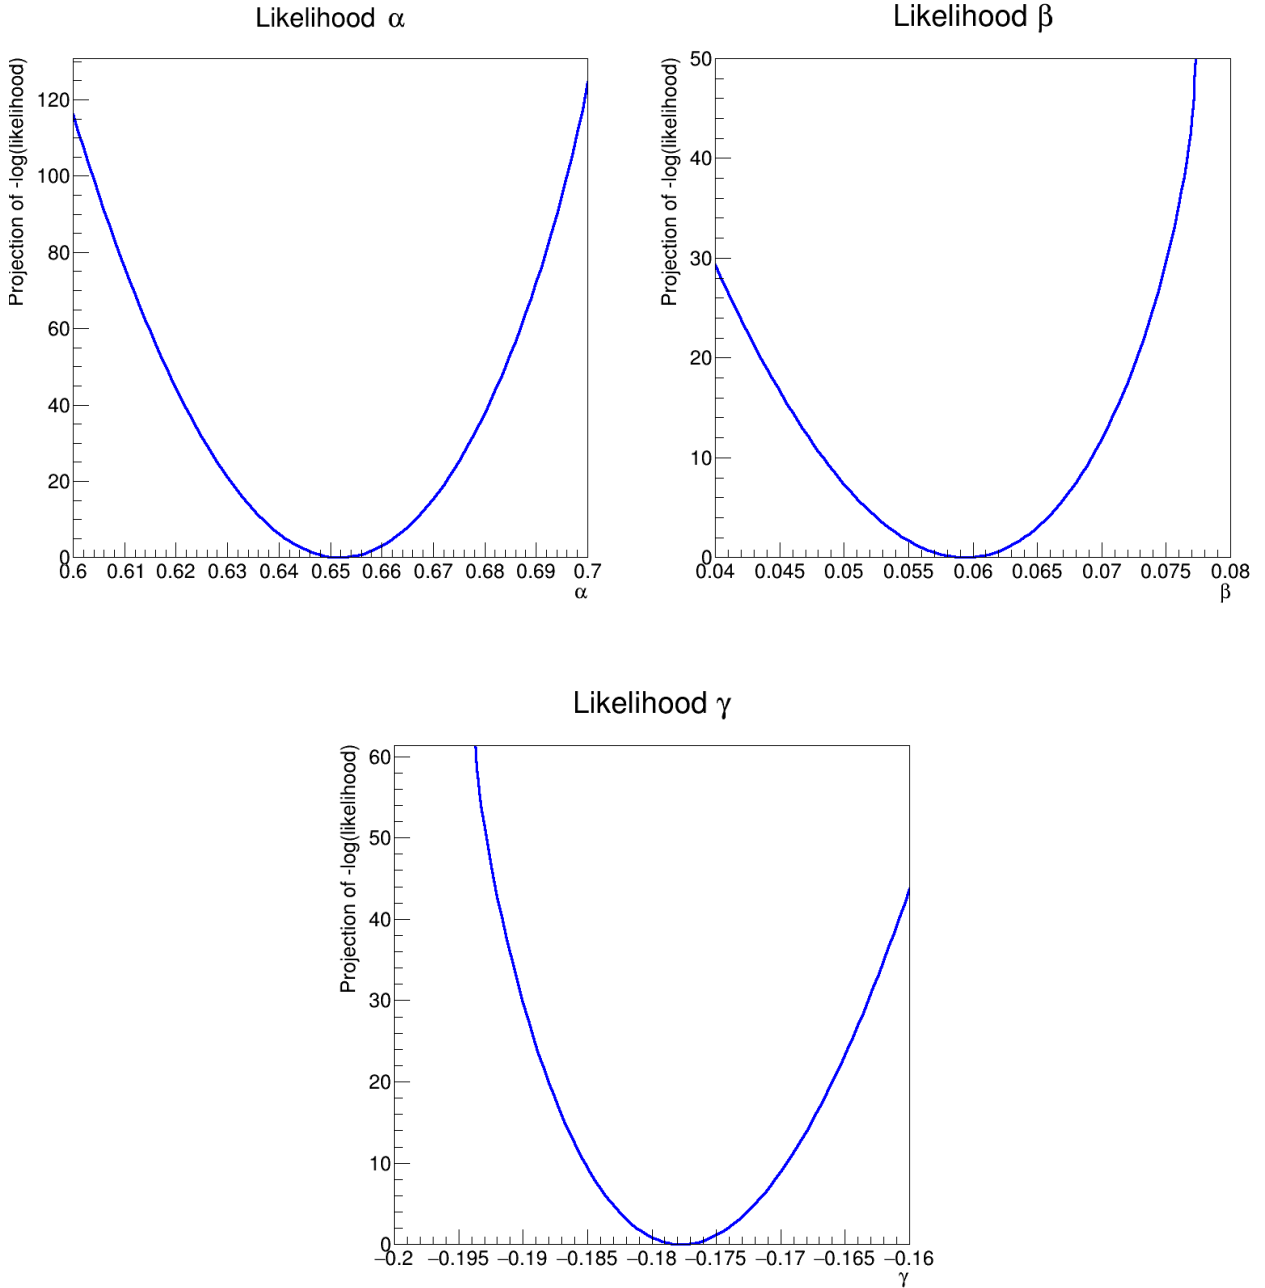 Likelihood α
Projection of -log(likelihood)
120
100
80
60
40
20
0
0.6 0.61 0.62 0.63 0.64 0.65 0.66 0.67 0.68 0.69 0.7
α
Likelihood β
Projection of -log(likelihood)
50
40
30
20
10
0
0.04 0.045 0.05 0.055 0.06 0.065 0.07 0.075 0.08
β
Likelihood γ
Projection of -log(likelihood)
60
50
40
30
20
10
0
−0.2 −0.195 −0.19 −0.185 −0.18 −0.175 −0.17 −0.165 −0.16
γ